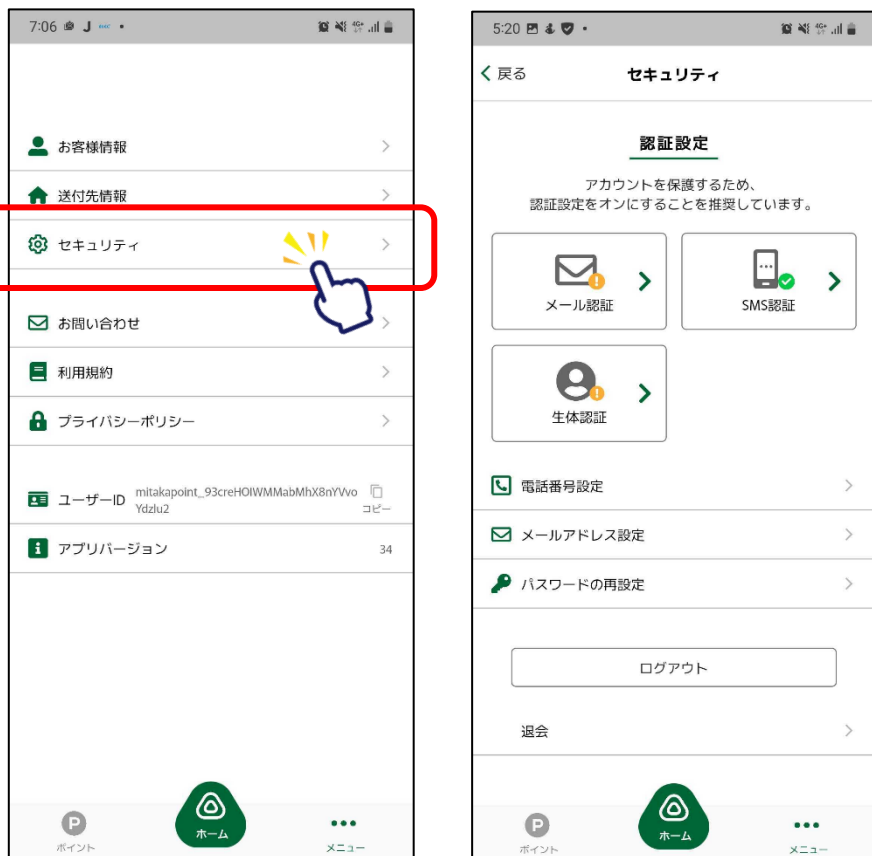 7:06
お客様情報
送付先情報
セキュリティ
お問い合わせ
利用規約
プライバシーポリシー
ユーザーID mitakapoint_93creHOIWMMabMhX8nYVvo
Ydzlu2
コピー
アプリバージョン 34
P
ポイント
ホーム
メニュー
5:20
戻る セキュリティ
認証設定
アカウントを保護するため、
認証設定をオンにすることを推奨しています。
メール認証 SMS認証
生体認証
電話番号設定
メールアドレス設定
パスワードの再設定
ログアウト
退会
P
ポイント
ホーム
メニュー